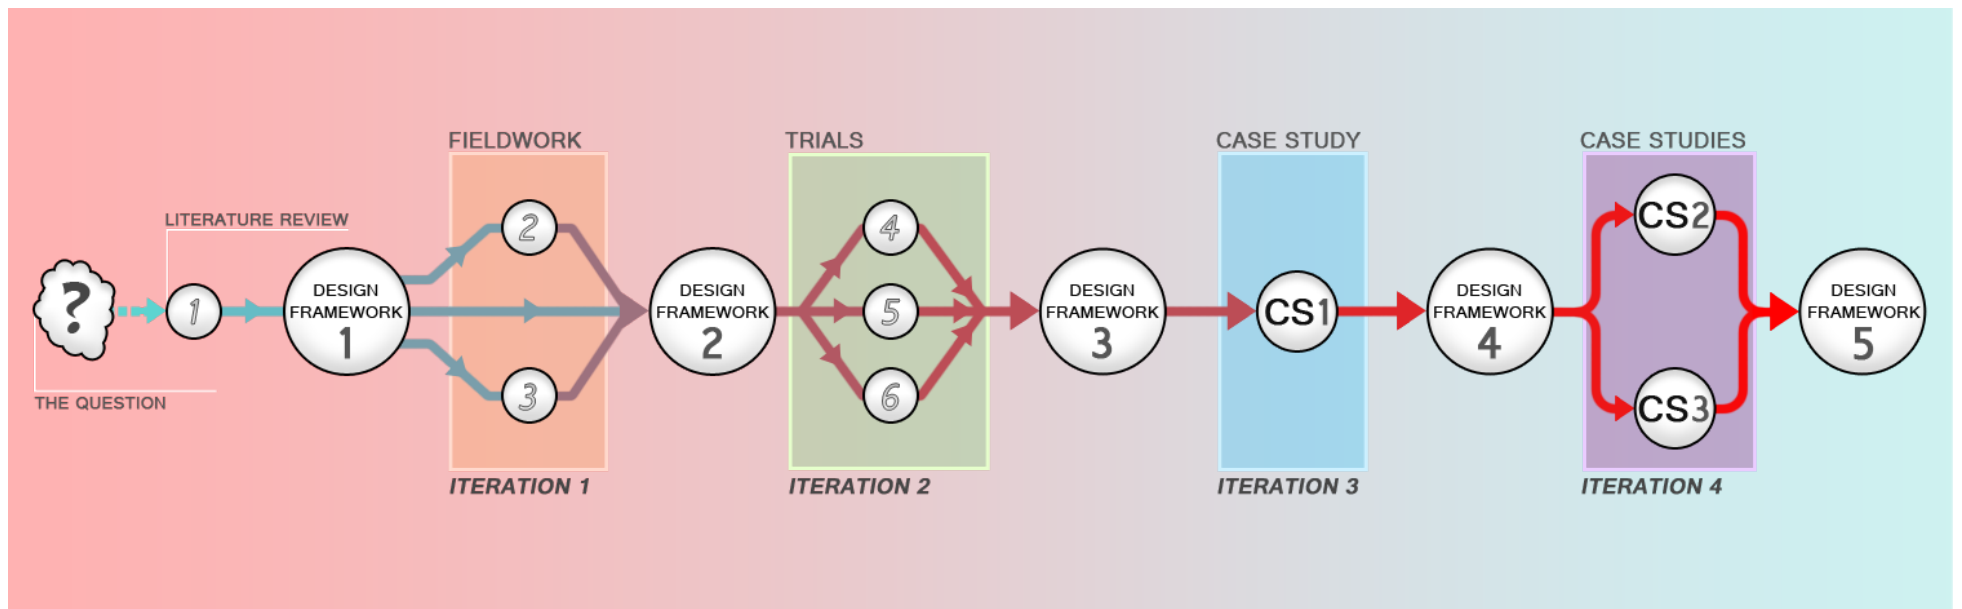 FIELDWORK
TRIALS
CASE STUDY
CASE STUDIES
LITERATURE REVIEW
?
THE QUESTION
1
DESIGN
FRAMEWORK
1
2
3
ITERATION 1
DESIGN
FRAMEWORK
2
4
5
6
ITERATION 2
DESIGN
FRAMEWORK
3
CS1
ITERATION 3
DESIGN
FRAMEWORK
4
CS2
CS3
ITERATION 4
DESIGN
FRAMEWORK
5